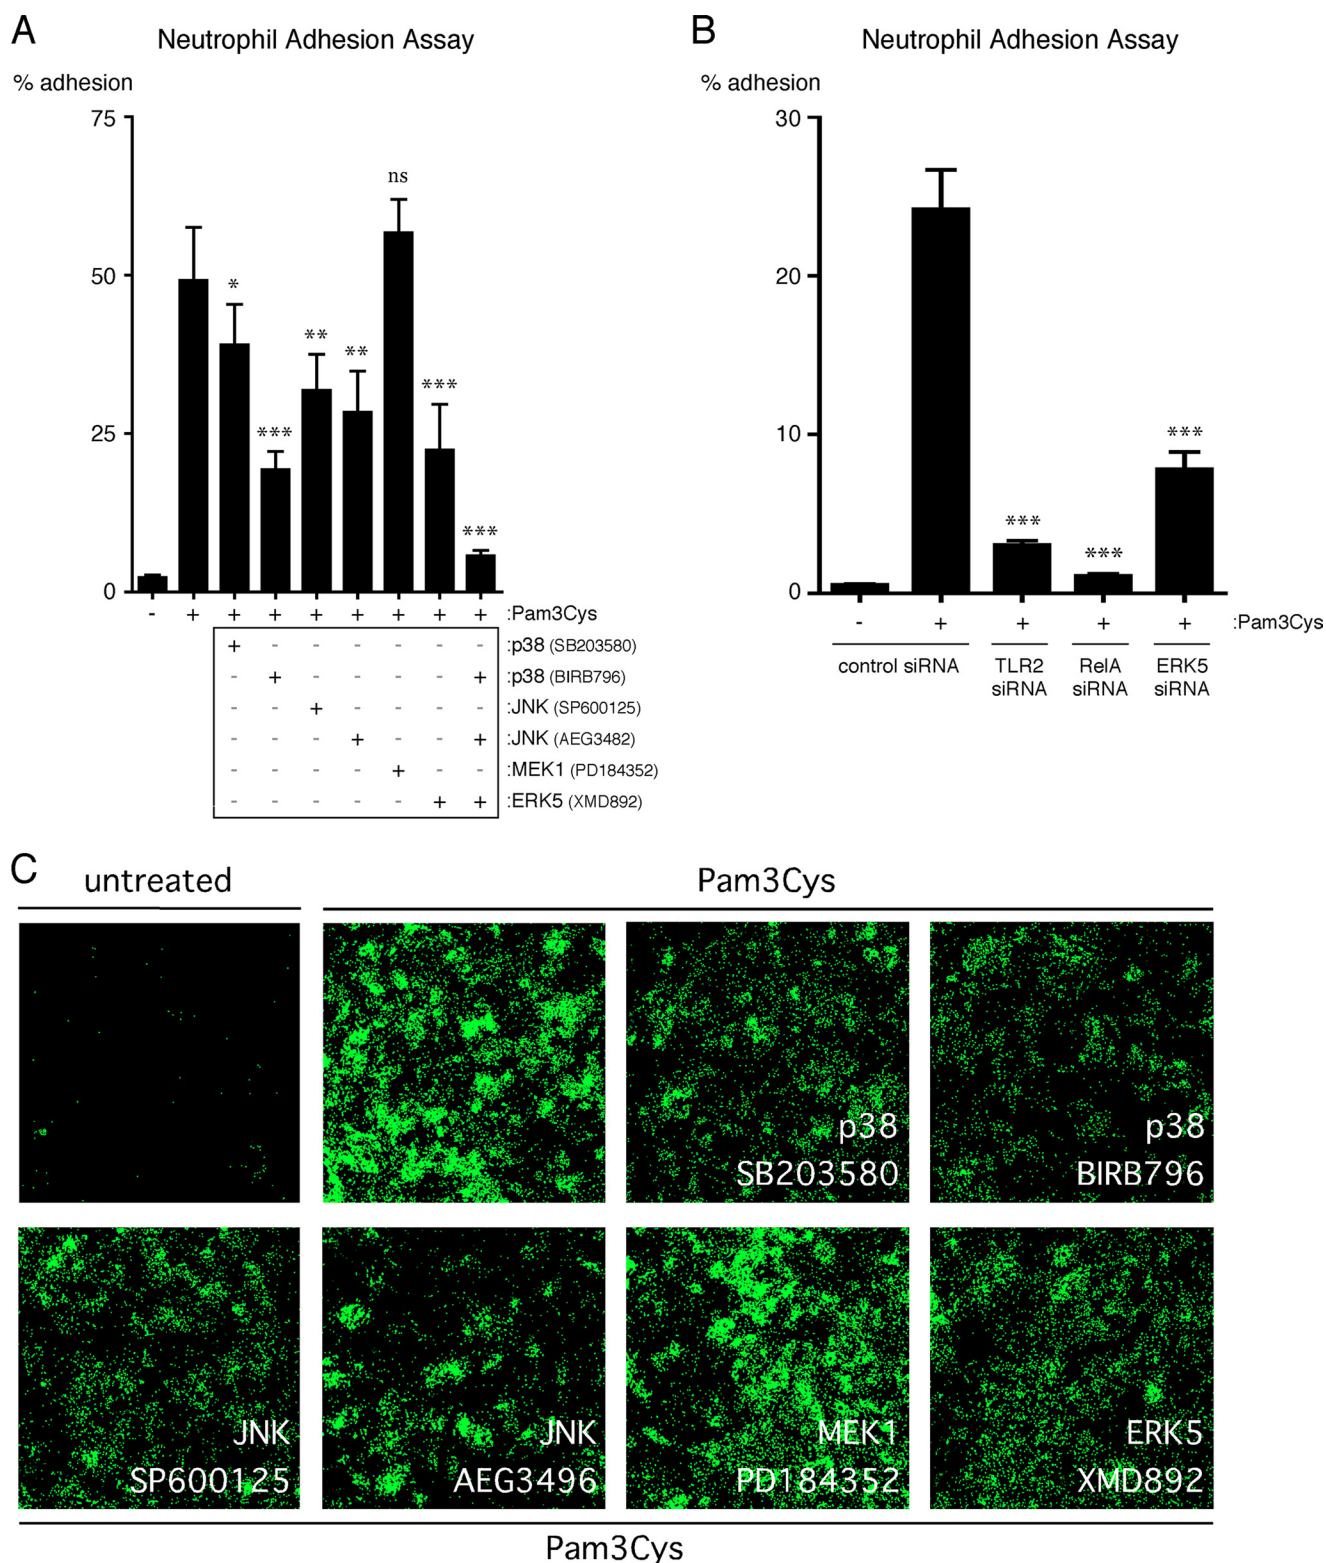 A
Neutrophil Adhesion Assay
% adhesion
75
50
25
0
ns
*
***
**
**
***
***
- + + + + + + + + :Pam3Cys
+ - - - - - - :p38 (SB203580)
- + - - - - + :p38 (BIRB796)
- - + - - - - :JNK (SP600125)
- - - + - - + :JNK (AEG3482)
- - - - + - - :MEK1 (PD184352)
- - - - - + + :ERK5 (XMD892)
B
Neutrophil Adhesion Assay
% adhesion
30
20
10
0
***
***
***
- + + + + :Pam3Cys
control siRNA TLR2 RelA ERK5
siRNA siRNA siRNA
C
untreated Pam3Cys
p38
SB203580
p38
BIRB796
JNK
SP600125
JNK
AEG3496
MEK1
PD184352
ERK5
XMD892
Pam3Cys